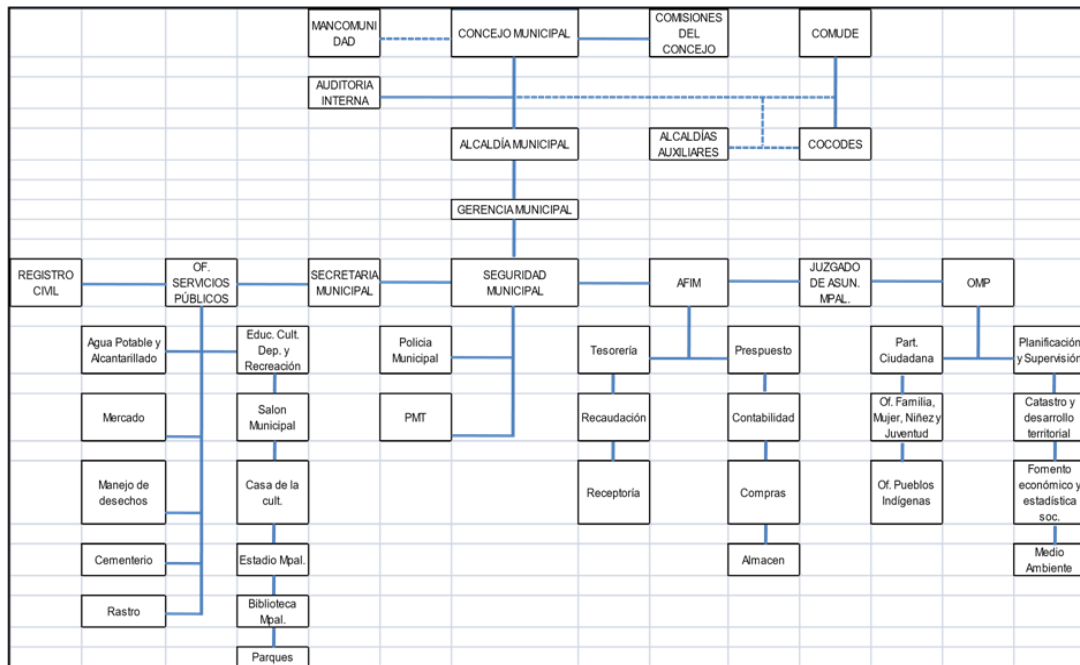 MANCOMUNI
DAD
CONCEJO MUNICIPAL
COMISIONES
DEL
CONCEJO
COMUDE
AUDITORIA
INTERNA
ALCALDÍA MUNICIPAL
ALCALDÍAS
AUXILIARES
COCODES
GERENCIA MUNICIPAL
REGISTRO
CIVIL
OF.
SERVICIOS
PÚBLICOS
SECRETARIA
MUNICIPAL
SEGURIDAD
MUNICIPAL
AFIM
JUZGADO
DE ASUN.
MPAL.
OMP
Agua Potable y
Alcantarillado
Educ. Cult.
Dep. y
Recreación
Policia
Municipal
Tesorería
Prespuesto
Part.
Ciudadana
Planificación
y Supervisión
Mercado
Salon
Municipal
PMT
Recaudación
Contabilidad
Of. Familia,
Mujer, Niñez y
Juventud
Catastro y
desarrollo
territorial
Manejo de
desechos
Casa de la
cult.
Receptoría
Compras
Of. Pueblos
Indígenas
Fomento
económico y
estadística
soc.
Cementerio
Estadio Mpal.
Almacen
Medio
Ambiente
Rastro
Biblioteca
Mpal.
Parques